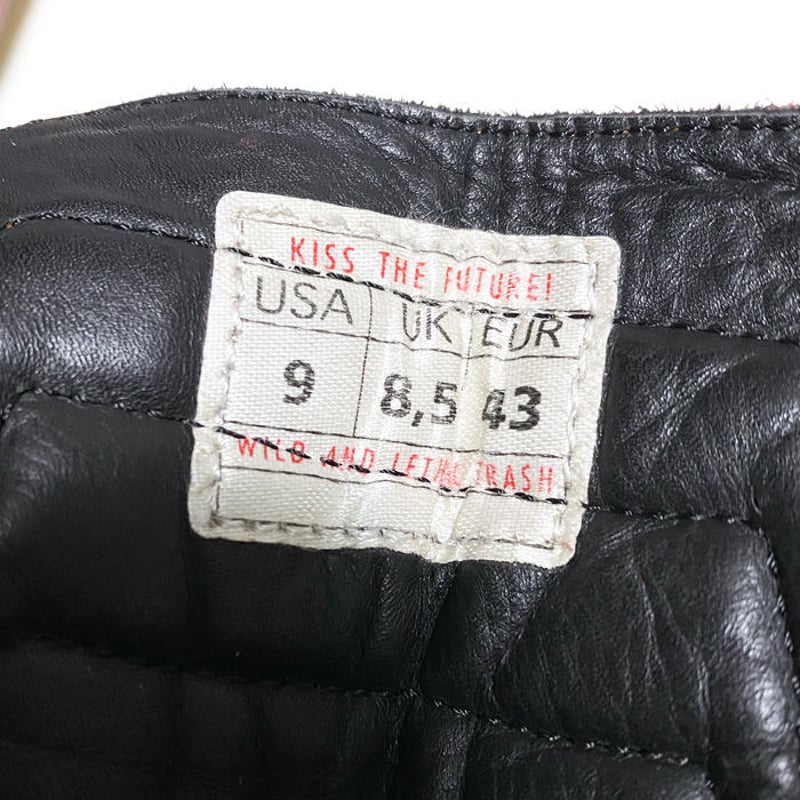 KISS THE FUTURE!
USA UK EUR
9 8,5 43
WILD AND LETHAL TRASH